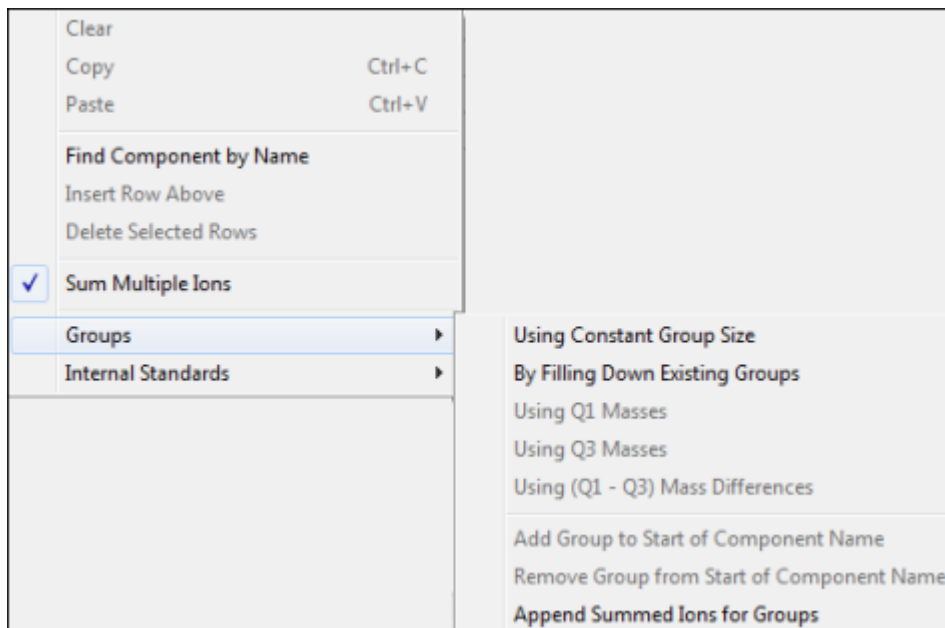 Clear
Copy Ctrl+C
Paste Ctrl+V
Find Component by Name
Insert Row Above
Delete Selected Rows
Sum Multiple Ions
Groups
Internal Standards
Using Constant Group Size
By Filling Down Existing Groups
Using Q1 Masses
Using Q3 Masses
Using (Q1 - Q3) Mass Differences
Add Group to Start of Component Name
Remove Group from Start of Component Name
Append Summed Ions for Groups